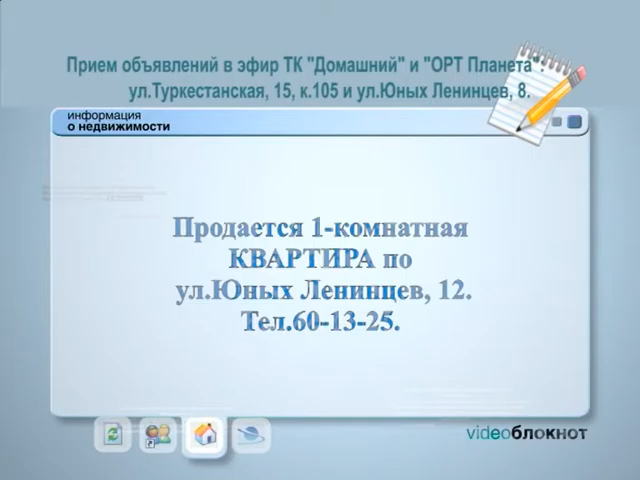 Прием объявлений в эфир ТК "Домашний" и "ОРТ Планета":
ул.Туркестанская, 15, к.105 и ул.Юных Ленинцев, 8.
информация
о недвижимости
Продается 1-комнатная
КВАРТИРА по
ул.Юных Ленинцев, 12.
Тел.60-13-25.
videоблокнот